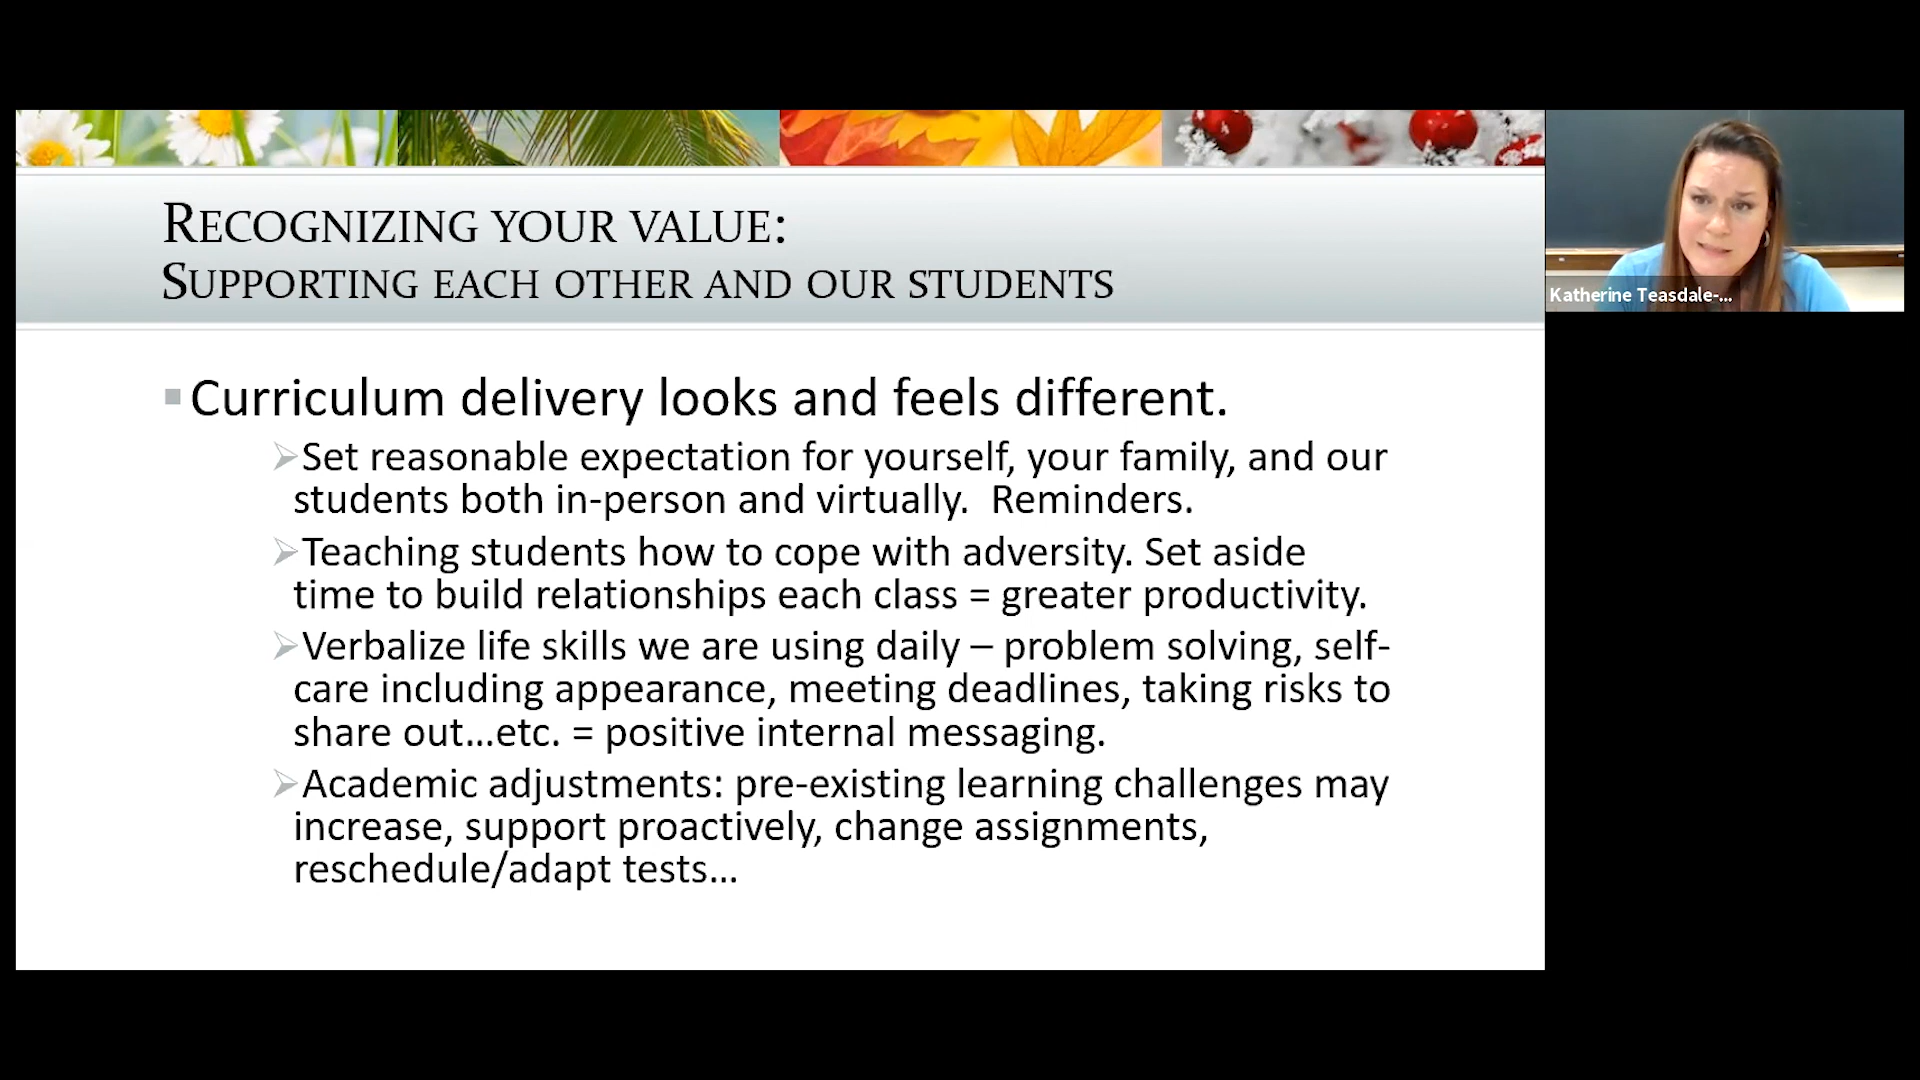 RECOGNIZING YOUR VALUE:
SUPPORTING EACH OTHER AND OUR STUDENTS
Katherine Teasdale-...
Curriculum delivery looks and feels different.
Set reasonable expectation for yourself, your family, and our
students both in-person and virtually.  Reminders.
Teaching students how to cope with adversity. Set aside
time to build relationships each class = greater productivity.
Verbalize life skills we are using daily – problem solving, self-
care including appearance, meeting deadlines, taking risks to
share out...etc. = positive internal messaging.
Academic adjustments: pre-existing learning challenges may
increase, support proactively, change assignments,
reschedule/adapt tests...